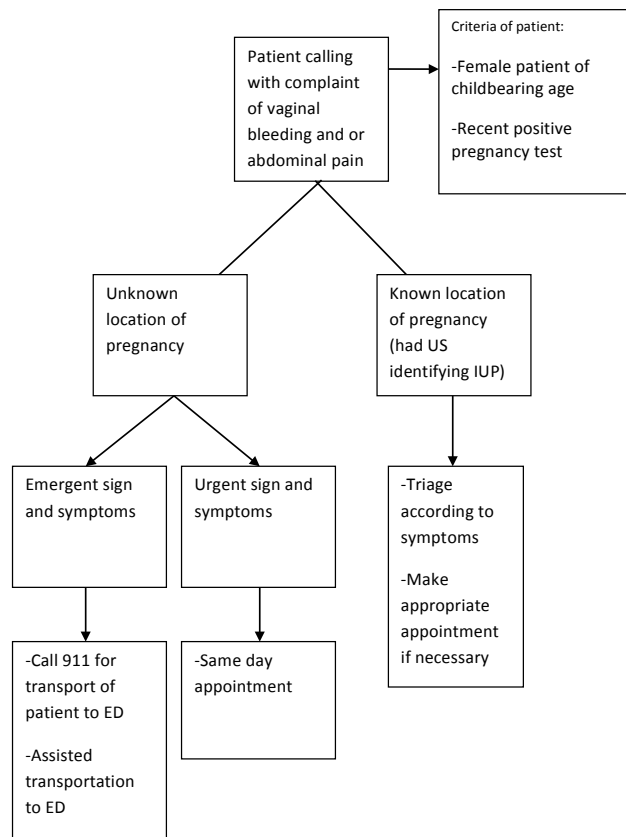 Patient calling
with complaint
of vaginal
bleeding and or
abdominal pain
Criteria of patient:
-Female patient of
childbearing age
-Recent positive
pregnancy test
Unknown
location of
pregnancy
Known location
of pregnancy
(had US
identifying IUP)
Emergent sign
and symptoms
Urgent sign and
symptoms
-Triage
according to
symptoms
-Make
appropriate
appointment
if necessary
-Call 911 for
transport of
patient to ED
-Assisted
transportation
to ED
-Same day
appointment